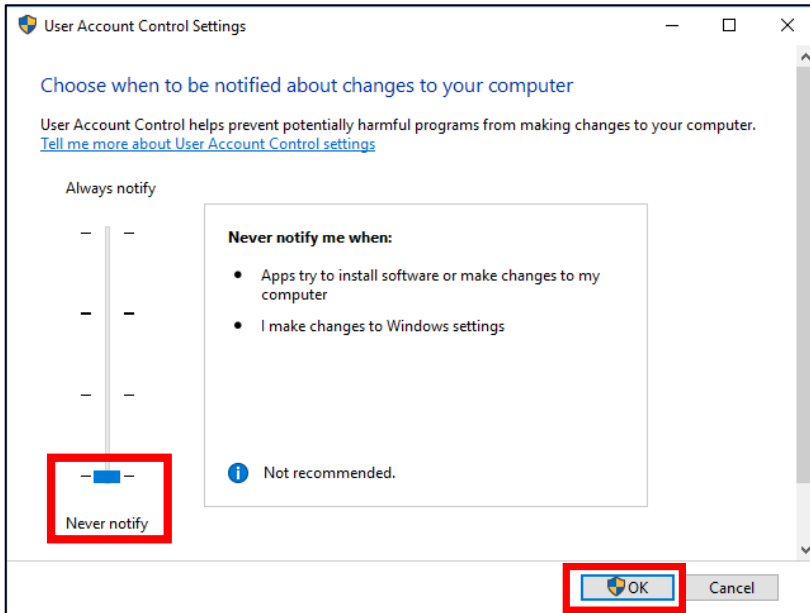 User Account Control Settings
Choose when to be notified about changes to your computer
User Account Control helps prevent potentially harmful programs from making changes to your computer.
Tell me more about User Account Control settings
Always notify
Never notify me when:
Apps try to install software or make changes to my
computer
I make changes to Windows settings
Not recommended.
Never notify
OK
Cancel